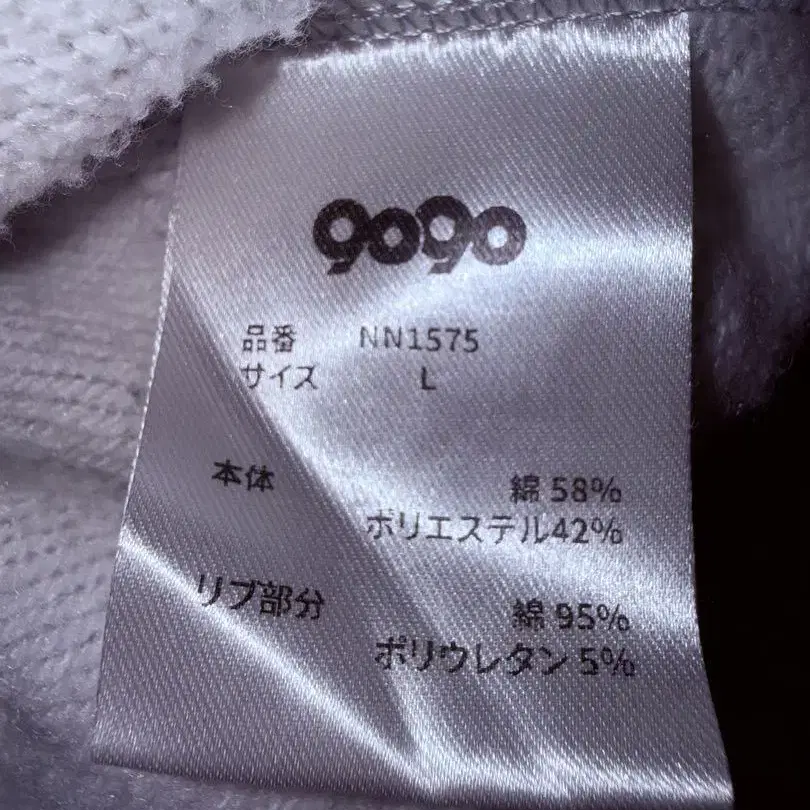 9090
品番 NN1575
サイズ L
本体 綿 58%
ポリエステル42%
リブ部分 綿 95%
ポリウレタン 5%